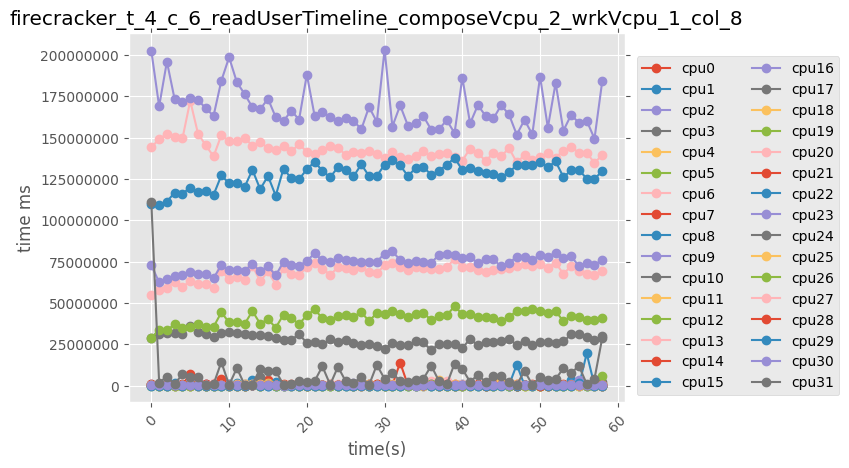 firecracker_t_4_c_6_readUserTimeline_composeVcpu_2_wrkVcpu_1_col_8
200000000
175000000
150000000
125000000
100000000
75000000
50000000
25000000
0
time ms
0
10
20
30
40
50
60
time(s)
cpu0
cpu1
cpu2
cpu3
cpu4
cpu5
cpu6
cpu7
cpu8
cpu9
cpu10
cpu11
cpu12
cpu13
cpu14
cpu15
cpu16
cpu17
cpu18
cpu19
cpu20
cpu21
cpu22
cpu23
cpu24
cpu25
cpu26
cpu27
cpu28
cpu29
cpu30
cpu31